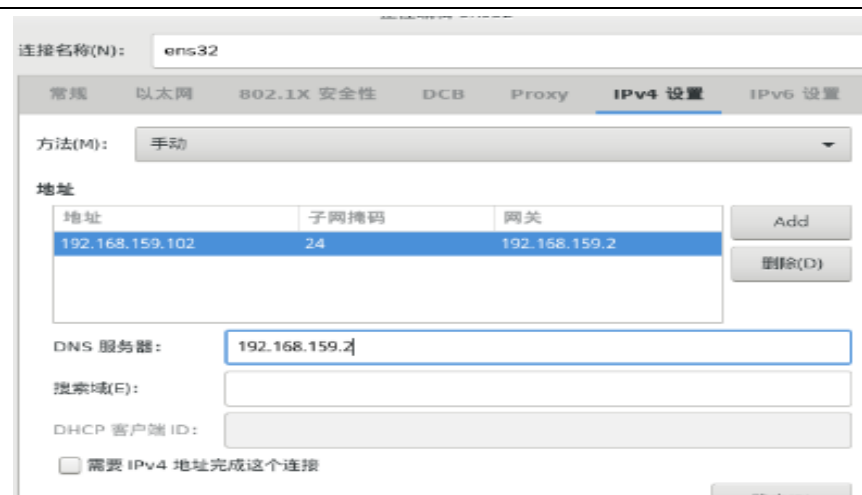 连接名称(N): ens32
常规 以太网 802.1X 安全性 DCB Proxy IPv4 设置 IPv6 设置
方法(M): 手动
地址
地址 子网掩码 网关
192.168.159.102 24 192.168.159.2
Add
删除(D)
DNS 服务器: 192.168.159.2
搜索域(E):
DHCP 客户端 ID:
需要 IPv4 地址完成这个连接